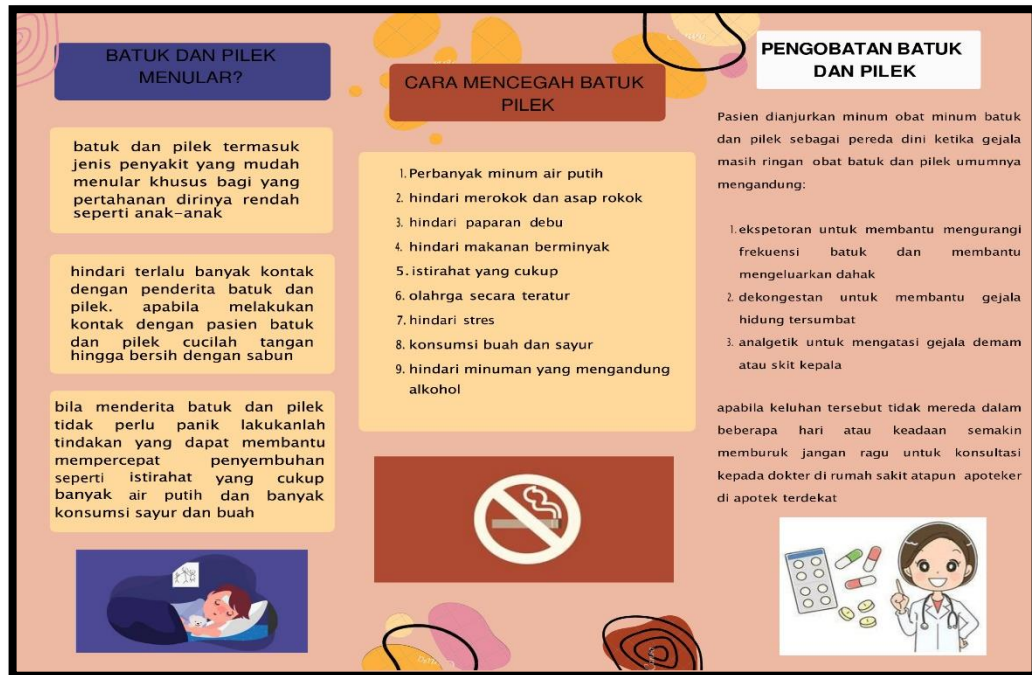 BATUK DAN PILEK
MENULAR?
batuk dan pilek termasuk
jenis penyakit yang mudah
menular khusus bagi yang
pertahanan dirinya rendah
seperti anak-anak
hindari terlalu banyak kontak
dengan penderita batuk dan
pilek. apabila melakukan
kontak dengan pasien batuk
dan pilek cucilah tangan
hingga bersih dengan sabun
bila menderita batuk dan pilek
tidak perlu panik lakukanlah
tindakan yang dapat membantu
mempercepat penyembuhan
seperti istirahat yang cukup
banyak air putih dan banyak
konsumsi sayur dan buah
CARA MENCEGAH BATUK
PILEK
1. Perbanyak minum air putih
2. hindari merokok dan asap rokok
3. hindari paparan debu
4. hindari makanan berminyak
5. istirahat yang cukup
6. olahrga secara teratur
7. hindari stres
8. konsumsi buah dan sayur
9. hindari minuman yang mengandung
alkohol
PENGOBATAN BATUK
DAN PILEK
Pasien dianjurkan minum obat minum batuk
dan pilek sebagai pereda dini ketika gejala
masih ringan obat batuk dan pilek umumnya
mengandung:
1. ekspetoran untuk membantu mengurangi
frekuensi batuk dan membantu
mengeluarkan dahak
2. dekongestan untuk membantu gejala
hidung tersumbat
3. analgetik untuk mengatasi gejala demam
atau skit kepala
apabila keluhan tersebut tidak mereda dalam
beberapa hari atau keadaan semakin
memburuk jangan ragu untuk konsultasi
kepada dokter di rumah sakit atapun apoteker
di apotek terdekat